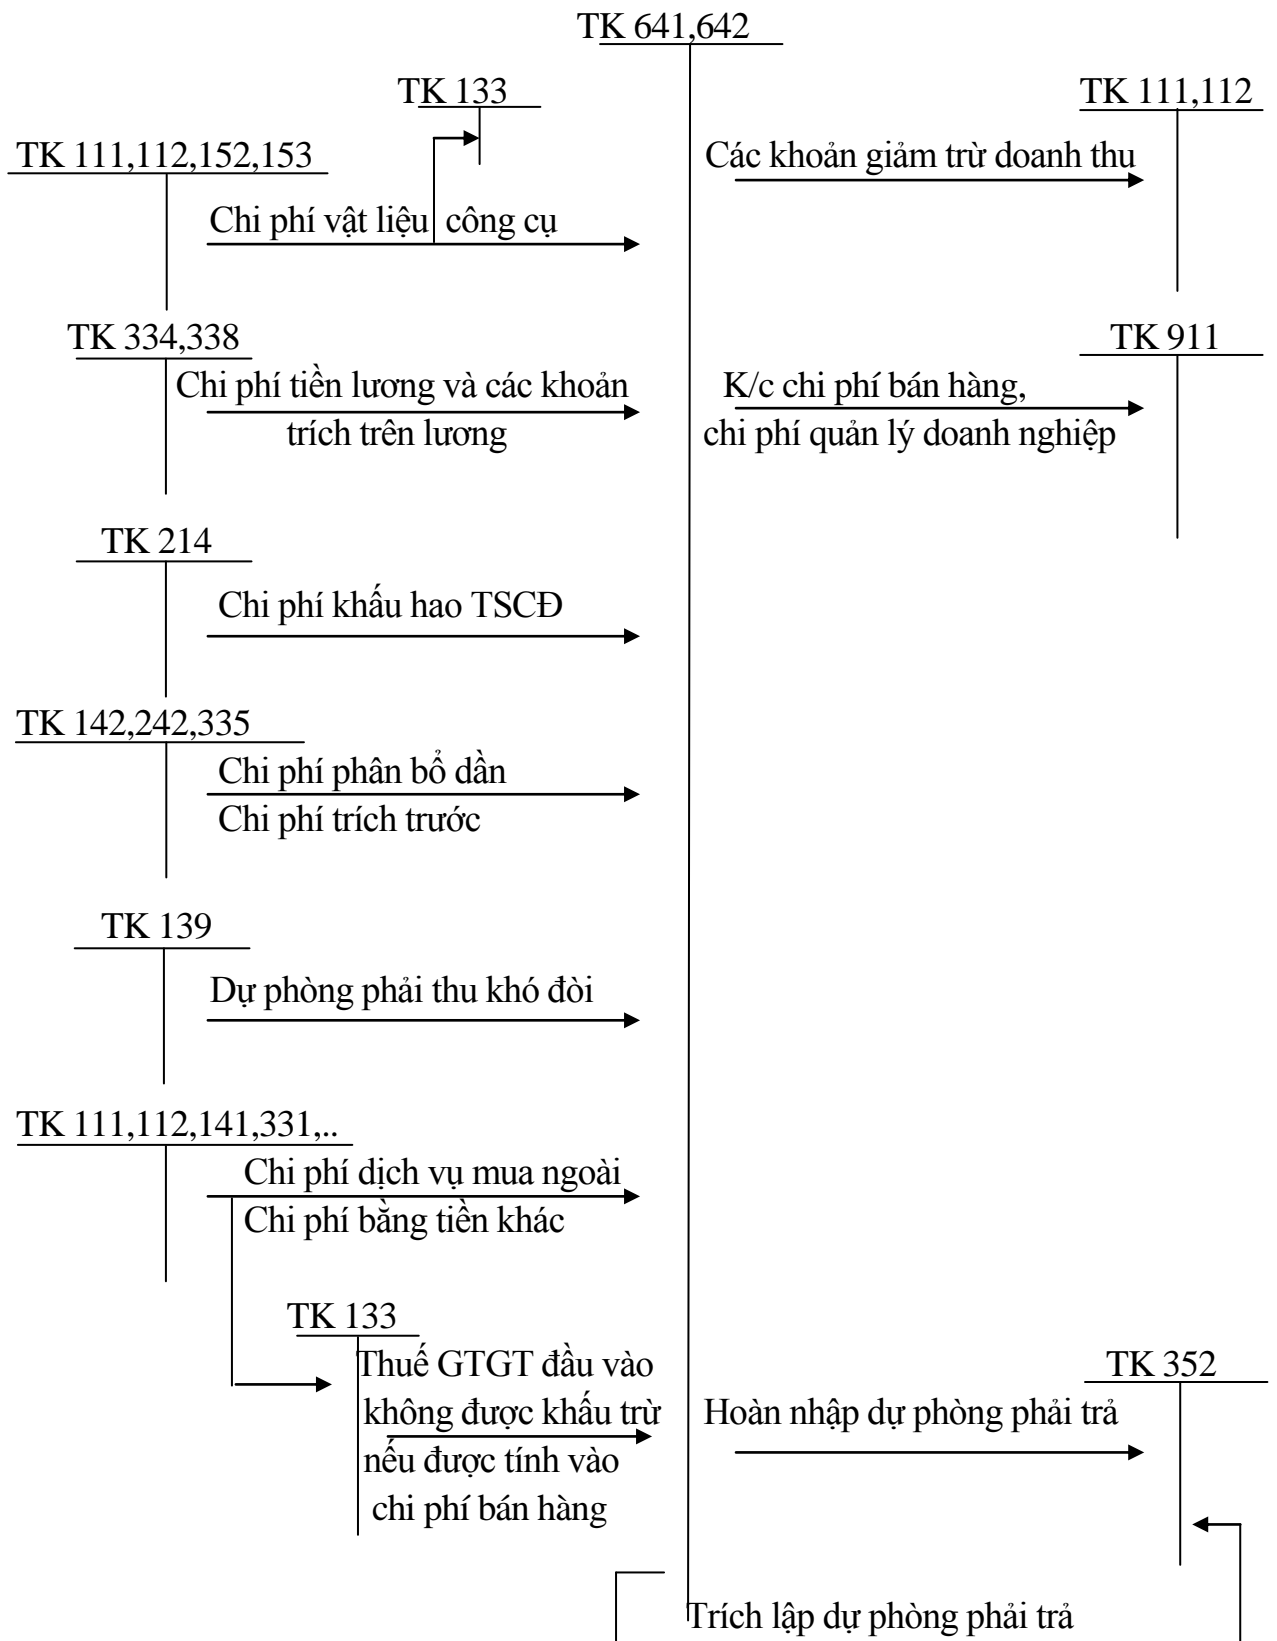 TK 641,642
TK 133
TK 111,112
TK 111,112,152,153
Các khoản giảm trừ doanh thu
Chi phí vật liệu công cụ
TK 334,338
TK 911
Chi phí tiền lương và các khoản
trích trên lương
K/c chi phí bán hàng,
chi phí quản lý doanh nghiệp
TK 214
Chi phí khấu hao TSCĐ
TK 142,242,335
Chi phí phân bổ dần
Chi phí trích trước
TK 139
Dự phòng phải thu khó đòi
TK 111,112,141,331,..
Chi phí dịch vụ mua ngoài
Chi phí bằng tiền khác
TK 133
Thuế GTGT đầu vào
không được khấu trừ
nếu được tính vào
chi phí bán hàng
TK 352
Hoàn nhập dự phòng phải trả
Trích lập dự phòng phải trả